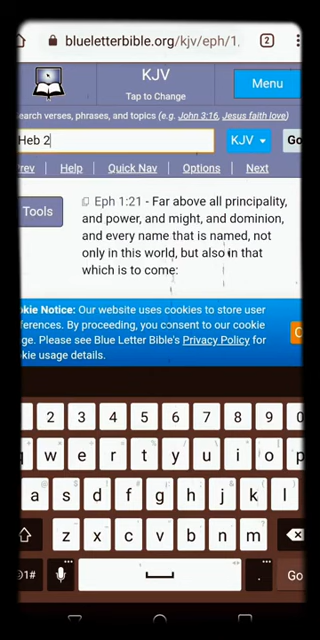 blueletterbible.org/kjv/eph/1.
2
KJV
Tap to Change
Menu
earch verses, phrases, and topics (e.g. John 3:16, Jesus faith love)
Heb 2
KJV
Go
rev | Help | Quick Nav | Options | Next
Tools
Eph 1:21 - Far above all principality,
and power, and might, and dominion,
and every name that is named, not
only in this world, but also in that
which is to come:
okie Notice: Our website uses cookies to store user
ferences. By proceeding, you consent to our cookie
ge. Please see Blue Letter Bible's Privacy Policy for
kie usage details.
2 3 4 5 6 7 8 9 0
q w e r t y u i o p
a s d f g h j k l
z x c v b n m
1# . Go